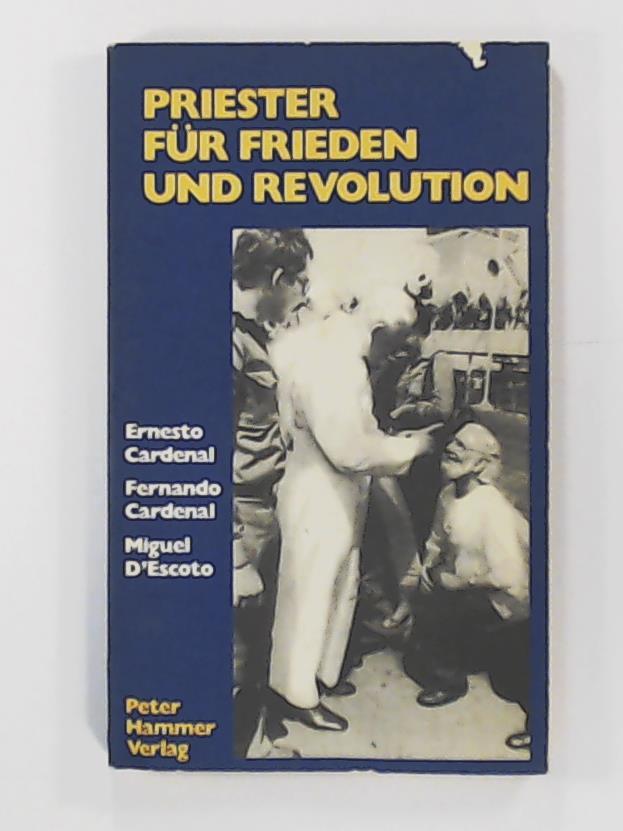 PRIESTER
FÜR FRIEDEN
UND REVOLUTION
Ernesto
Cardenal
Fernando
Cardenal
Miguel
D'Escoto
Peter
Hammer
Verlag